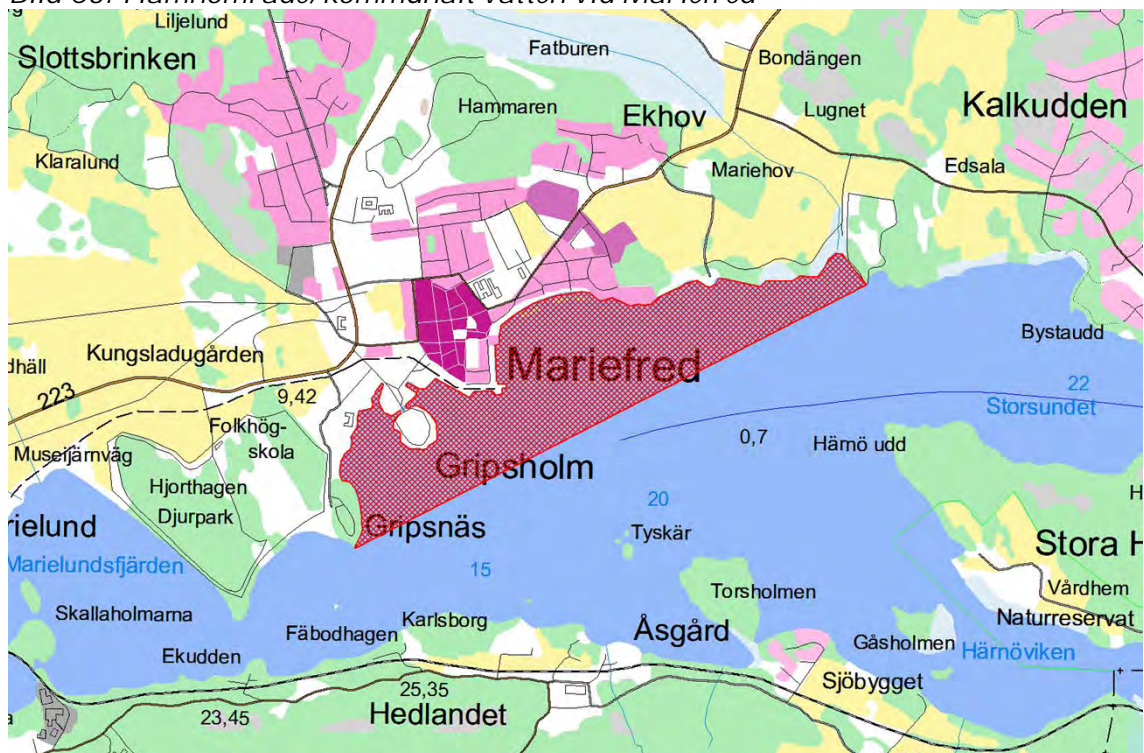 Liljelund
Slottsbrinken
Fatburen
Bondängen
Hammaren
Ekhov
Lugnet
Kalkudden
Klaralund
Mariehov
Edsala
Mariefred
Bystaudd
dhäll
Kungsladugården
22
Storsundet
223
9,42
0,7
Härnö udd
Folkhög-
skola
Museijärnväg
Gripsholm
Hjorthagen
Djurpark
20
rielund
Gripsnäs
Tyskär
Stora H
Marielundsfjärden
15
Torsholmen
Vårdhem
Skallaholmarna
Karlsborg
Naturreservat
Fäbodhagen
Åsgård
Gåsholmen
Härnöviken
Ekudden
25,35
Sjöbygget
23,45
Hedlandet